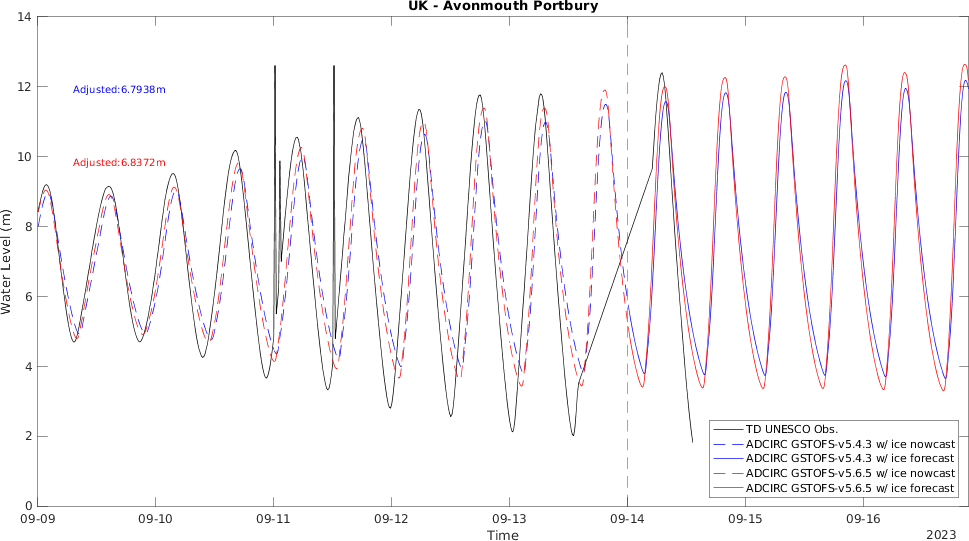 UK - Avonmouth Portbury
14
12
10
8
6
4
2
0
Water Level (m)
Adjusted:6.7938m
Adjusted:6.8372m
TD UNESCO Obs.
ADCIRC GSTOFS-v5.4.3 w/ ice nowcast
ADCIRC GSTOFS-v5.4.3 w/ ice forecast
ADCIRC GSTOFS-v5.6.5 w/ ice nowcast
ADCIRC GSTOFS-v5.6.5 w/ ice forecast
09-09 09-10 09-11 09-12 09-13 09-14 09-15 09-16
Time
2023